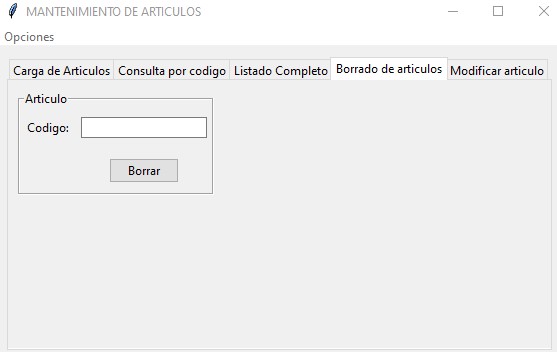 MANTENIMIENTO DE ARTICULOS
Opciones
Carga de Articulos Consulta por codigo Listado Completo Borrado de articulos Modificar articulo
Articulo
Codigo:
Borrar